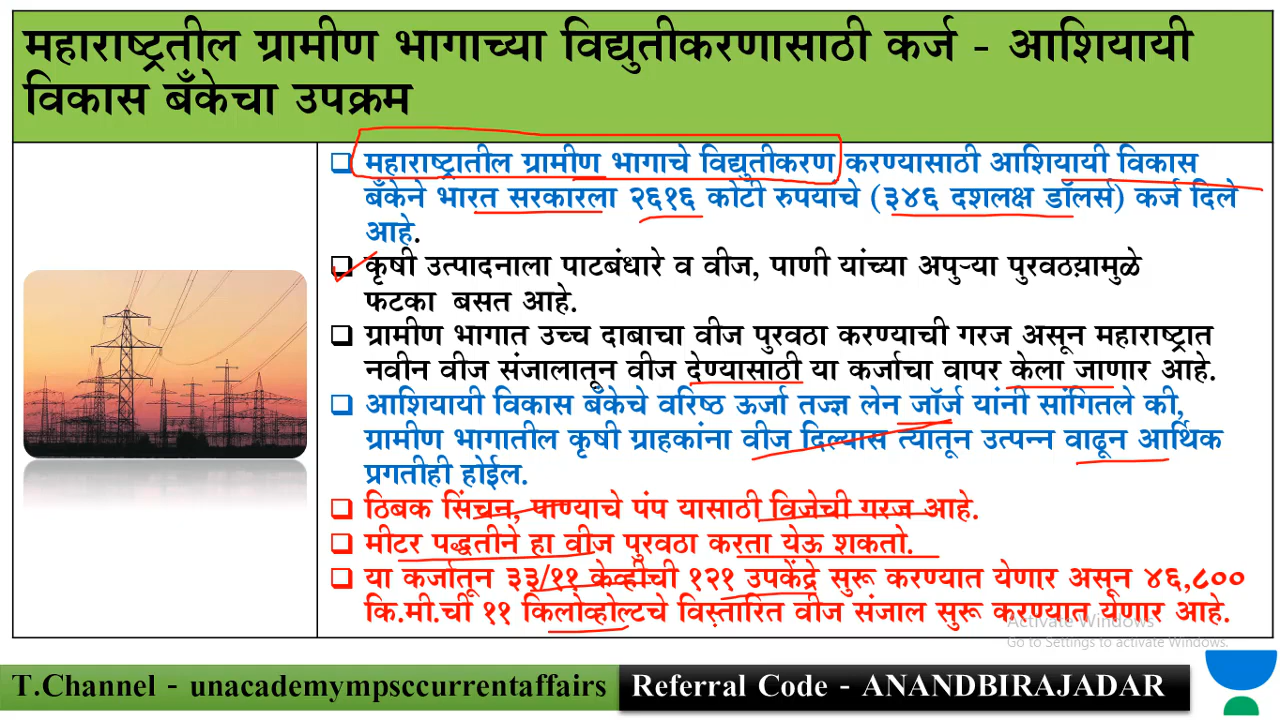 महाराष्ट्रतील ग्रामीण भागाच्या विद्युतीकरणासाठी कर्ज - आशियायी
विकास बँकेचा उपक्रम
❑ महाराष्ट्रातील ग्रामीण भागाचे विद्युतीकरण करण्यासाठी आशियायी विकास
बँकेने भारत सरकारला २६१६ कोटी रुपयाचे (३४६ दशलक्ष डॉलर्स) कर्ज दिले
आहे.
❑ कृषी उत्पादनाला पाटबंधारे व वीज, पाणी यांच्या अपुऱ्या पुरवठय़ामुळे
फटका बसत आहे.
❑ ग्रामीण भागात उच्च दाबाचा वीज पुरवठा करण्याची गरज असून महाराष्ट्रात
नवीन वीज संजालातून वीज देण्यासाठी या कर्जाचा वापर केला जाणार आहे.
❑ आशियायी विकास बँकेचे वरिष्ठ ऊर्जा तज्ज्ञ लेन जॉर्ज यांनी सांगितले की,
ग्रामीण भागातील कृषी ग्राहकांना वीज दिल्यास त्यातून उत्पन्न वाढून आर्थिक
प्रगतीही होईल.
❑ ठिबक सिंचन, पाण्याचे पंप यासाठी विजेची गरज आहे.
❑ मीटर पद्धतीने हा वीज पुरवठा करता येऊ शकतो.
❑ या कर्जातून ३३/११ केव्हीची १२१ उपकेंद्रे सुरू करण्यात येणार असून ४६,८००
कि.मी.ची ११ किलोव्होल्टचे विस्तारित वीज संजाल सुरू करण्यात येणार आहे.
Activate Windows
Go to Settings to activate Windows.
T.Channel - unacademympsccurrentaffairs Referral Code - ANANDBIRAJADAR